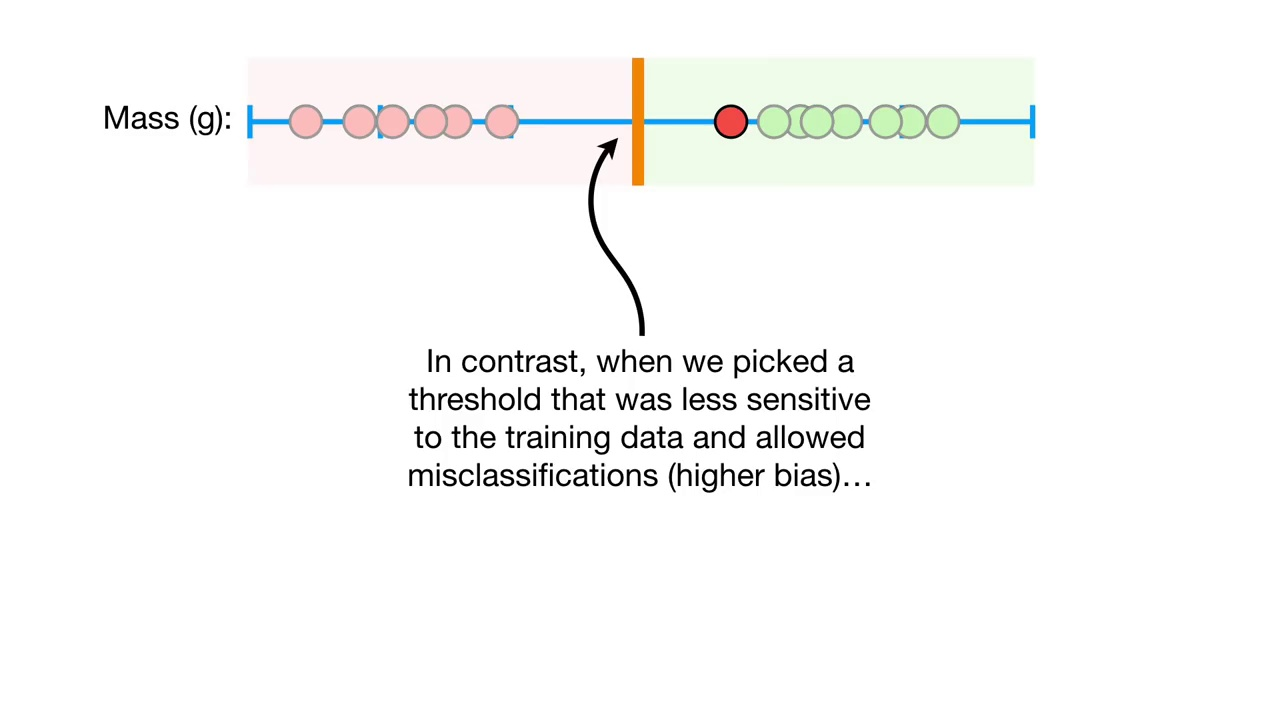 Mass (g):
In contrast, when we picked a
threshold that was less sensitive
to the training data and allowed
misclassifications (higher bias)…